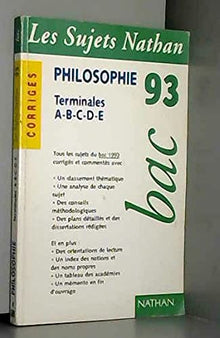 Les Sujets Nathan
CORRIGÉS
PHILOSOPHIE
93
Terminales
A-B-C-D-E
bac
Tous les sujets du bac 1992
corrigés et commentés avec
• Un classement thématique
• Une analyse de chaque
sujet
• Des conseils
méthodologiques
• Des plans détaillés et des
dissertations rédigées
Et en plus :
• Des orientations de lecture
• Un index des notions et
des noms propres
• Un tableau des académies
• Un mémento en fin
d'ouvrage
NATHAN
PHILOSOPHIE